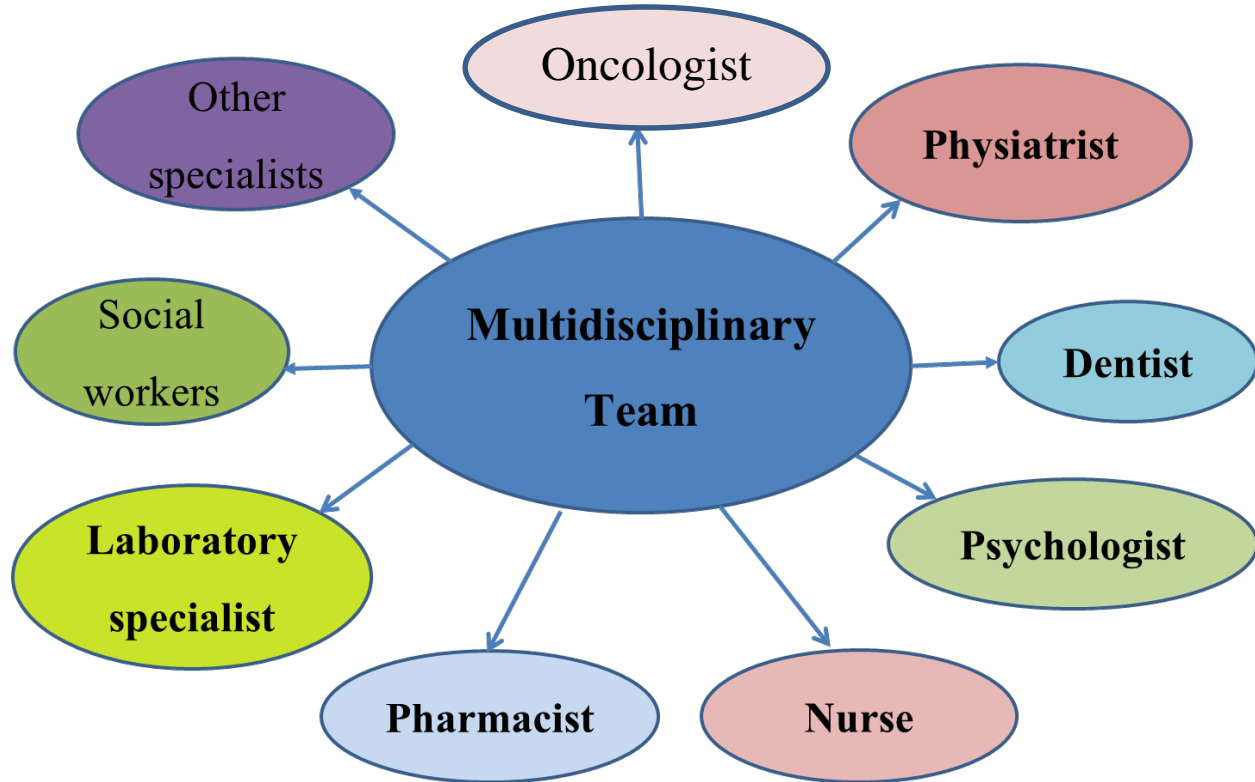 Oncologist
Other
specialists
Physiatrist
Multidisciplinary
Team
Social
workers
Dentist
Laboratory
specialist
Psychologist
Pharmacist
Nurse